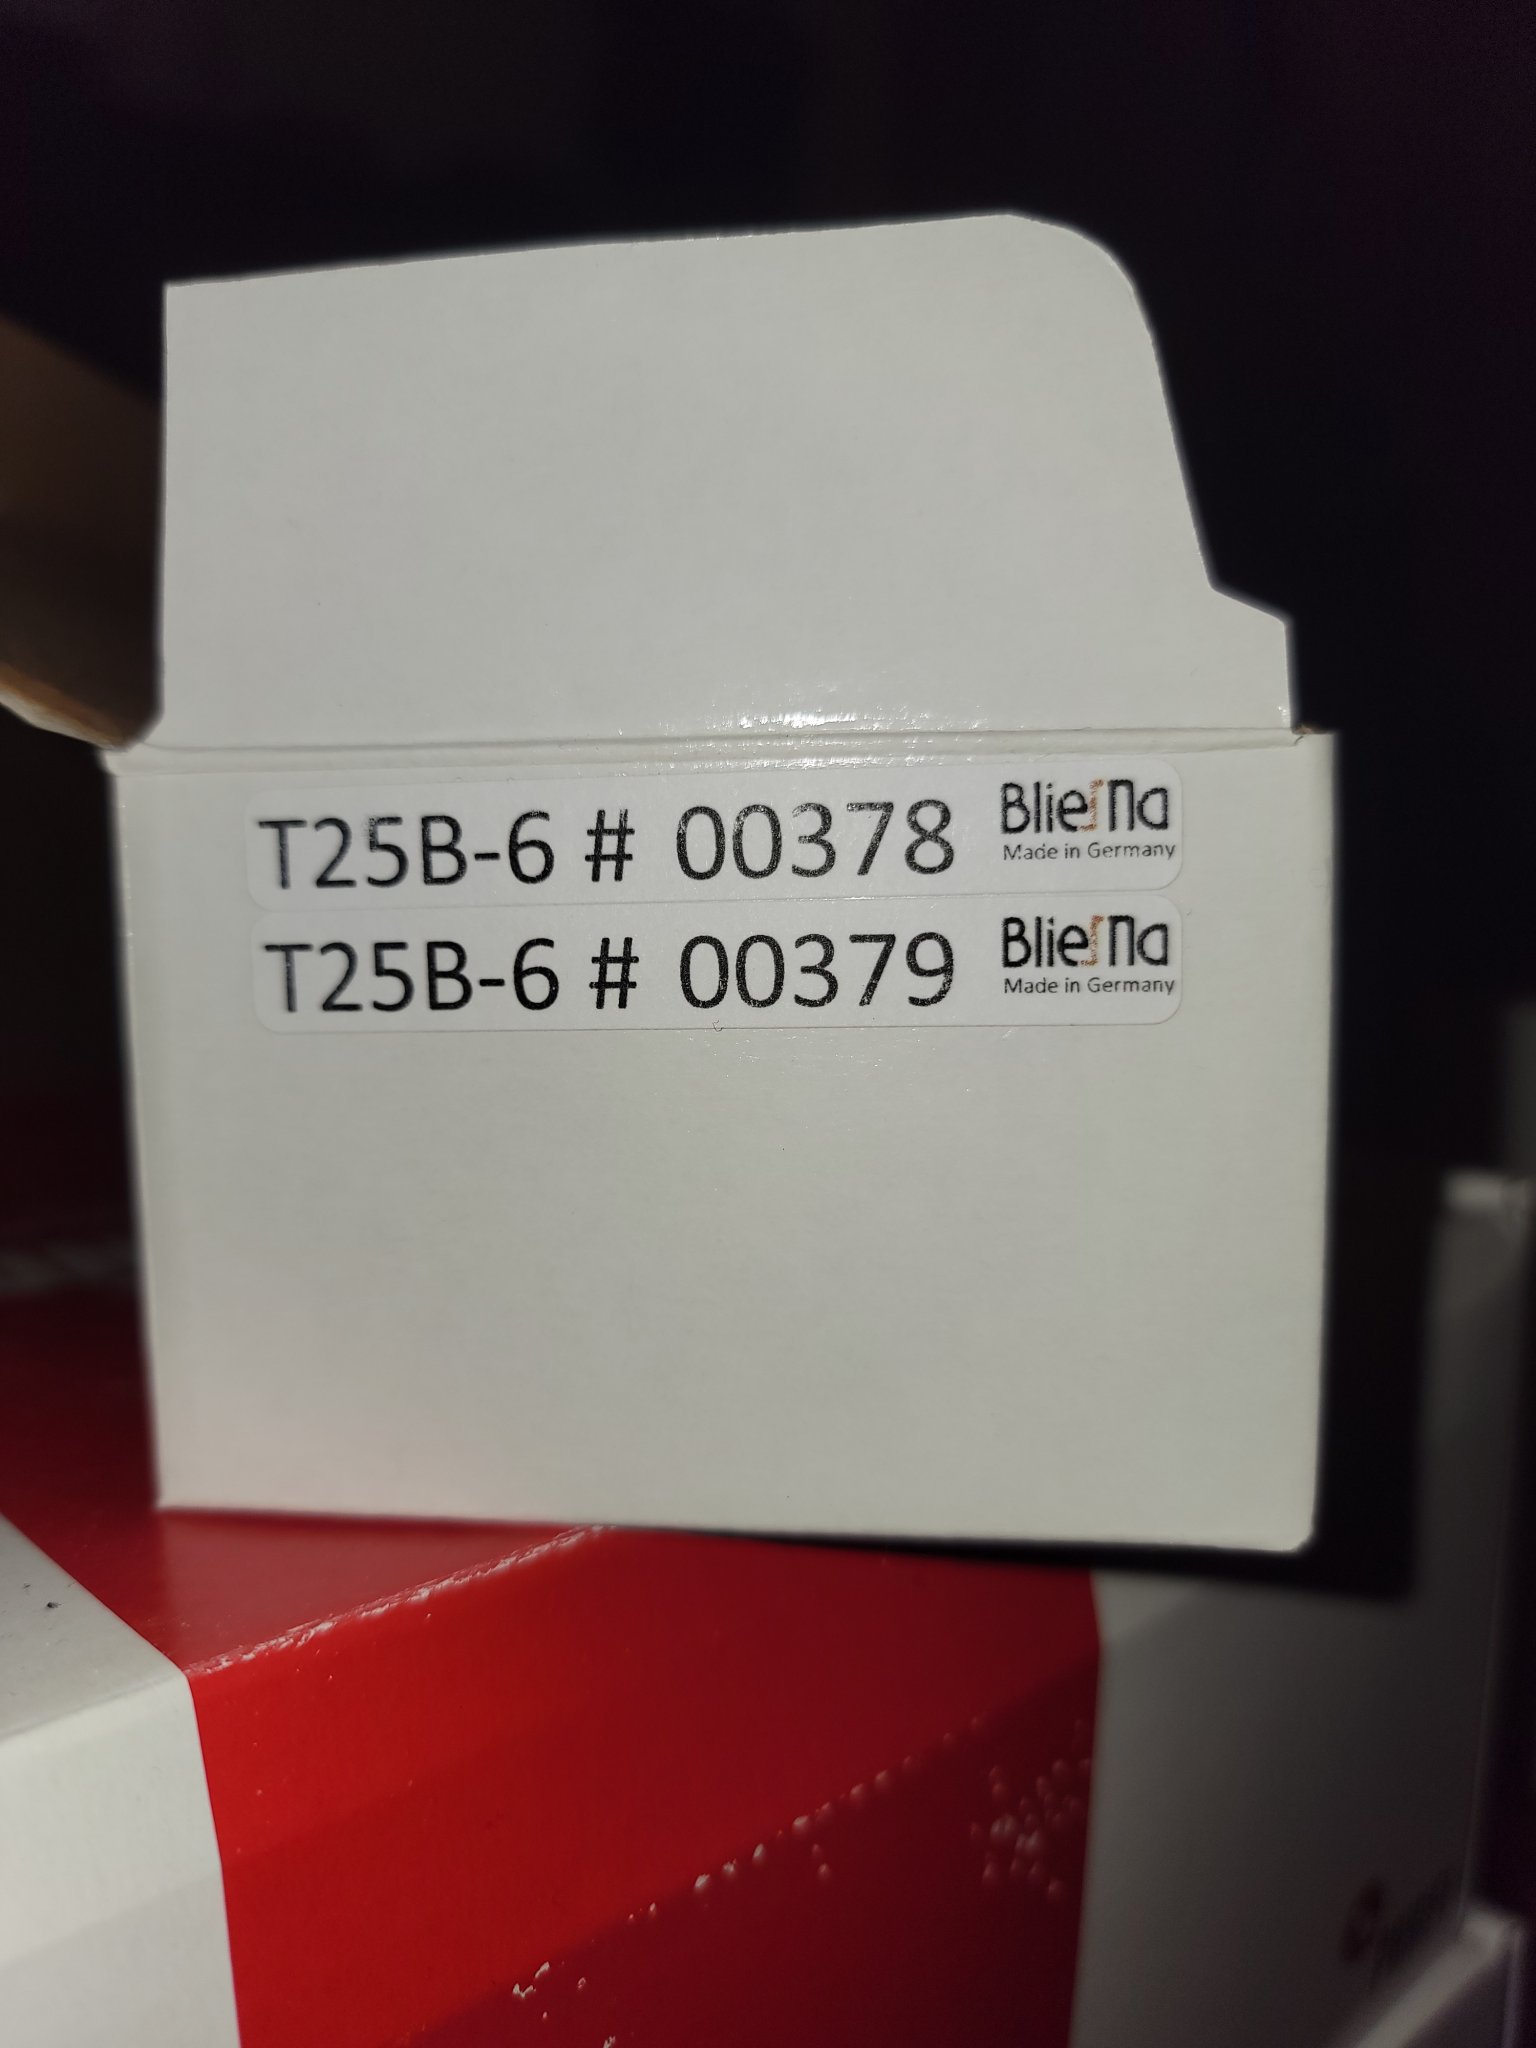 T25B-6 # 00378 BlieSMa
Made in Germany
T25B-6 # 00379 BlieSMa
Made in Germany